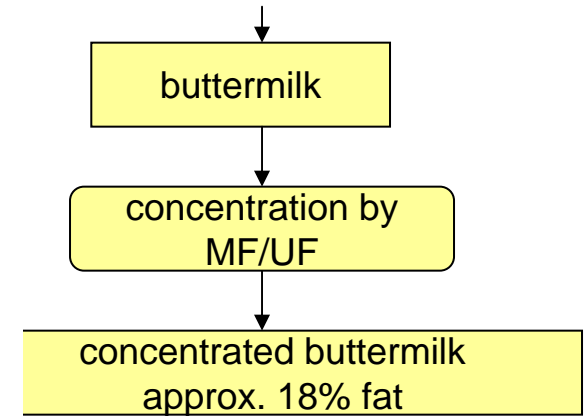 buttermilk
concentration by
MF/UF
concentrated buttermilk
approx. 18% fat